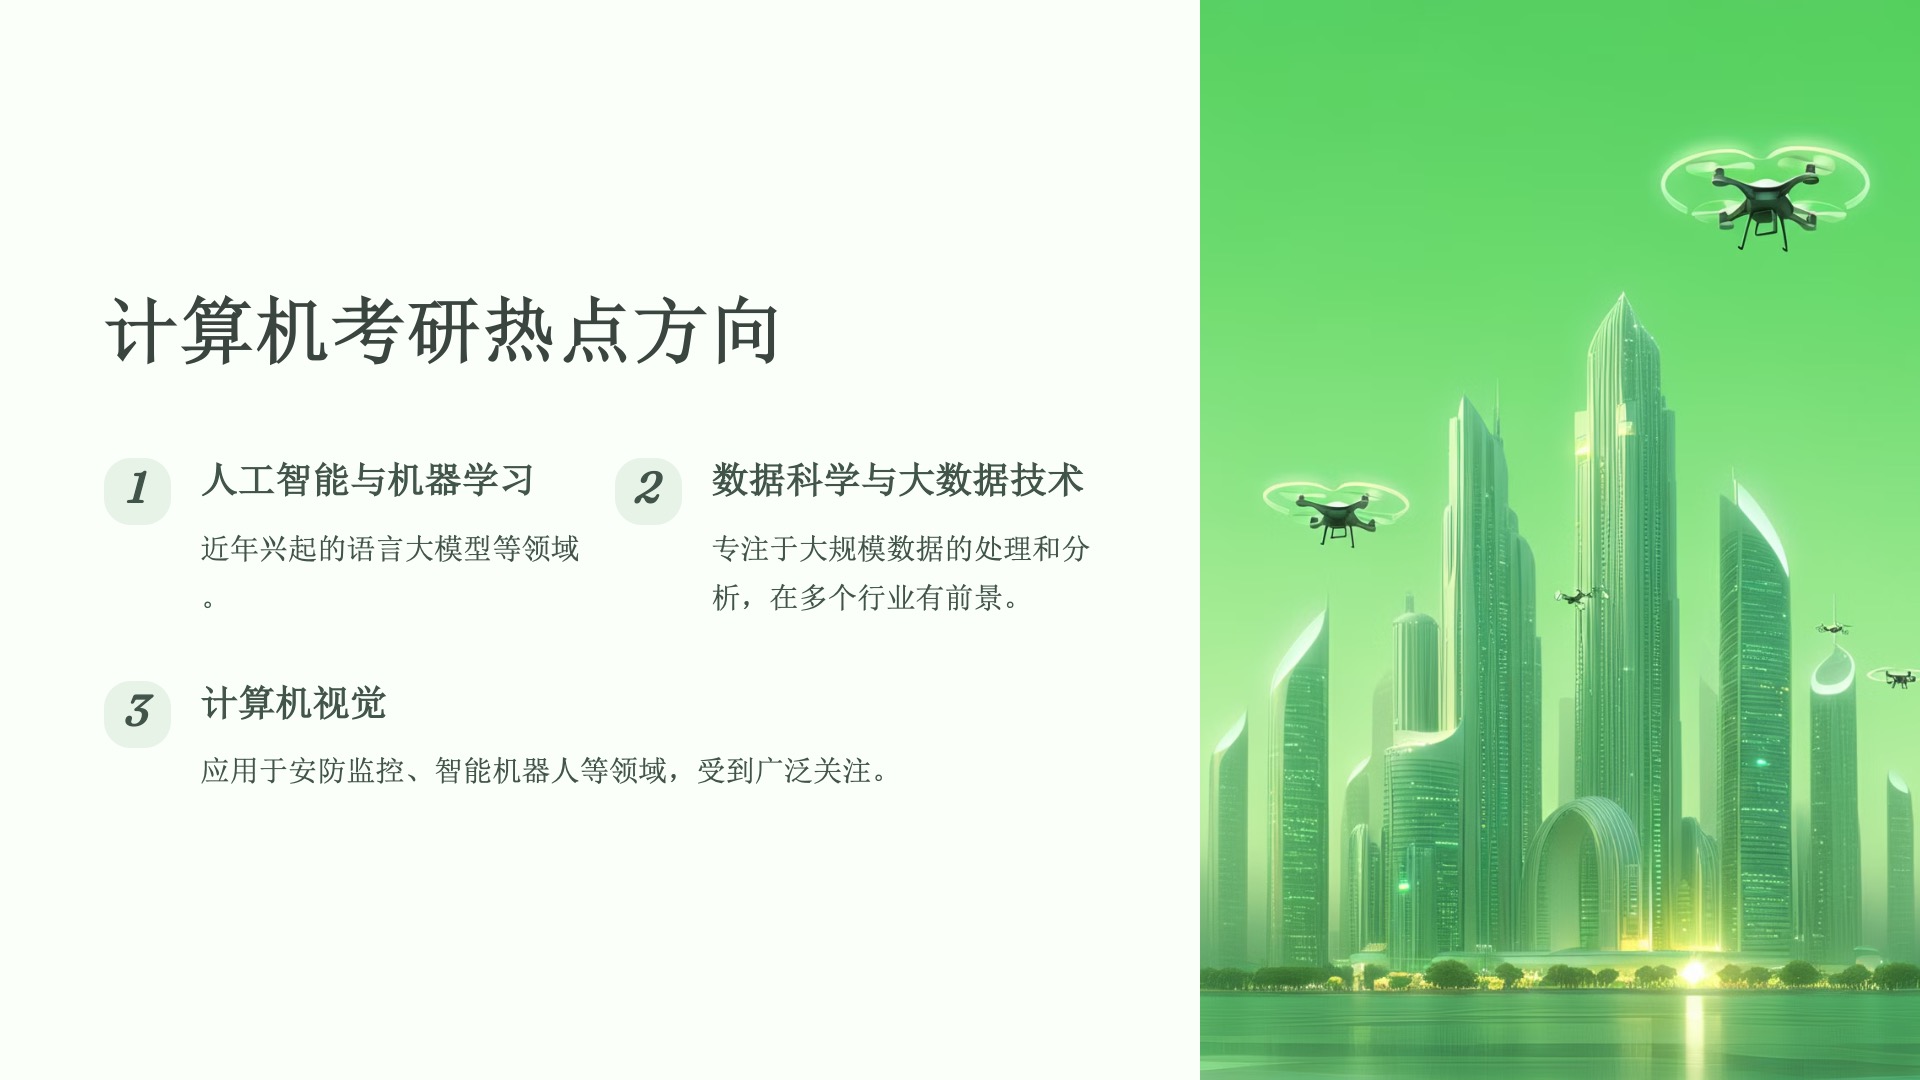 计算机考研热点方向
1
人工智能与机器学习
近年兴起的语言大模型等领域
。
2
数据科学与大数据技术
专注于大规模数据的处理和分
析，在多个行业有前景。
3
计算机视觉
应用于安防监控、智能机器人等领域，受到广泛关注。